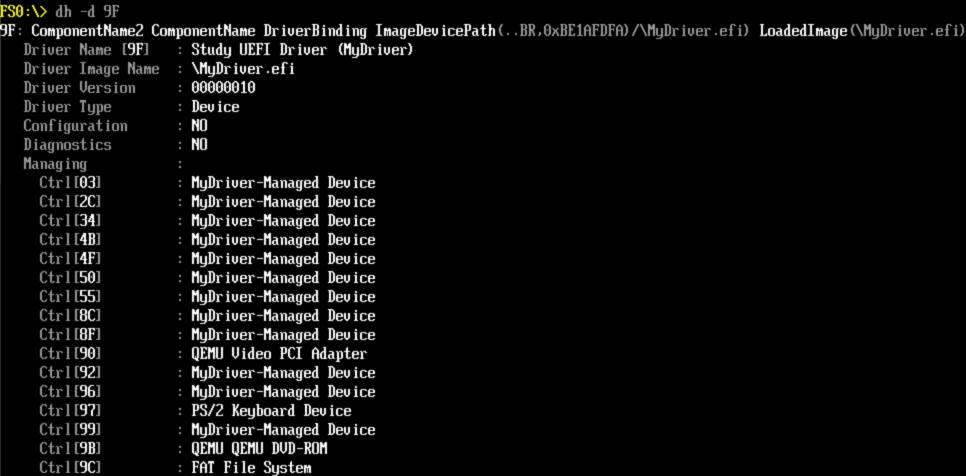 FS0:\> dh -d 9F
9F: ComponentName2 ComponentName DriverBinding ImageDevicePath(..BR,0xBE1AFDFA)/\MyDriver.efi) LoadedImage(\MyDriver.efi)
Driver Name [9F] : Study UEFI Driver (MyDriver)
Driver Image Name : \MyDriver.efi
Driver Version : 00000010
Driver Type : Device
Configuration : NO
Diagnostics : NO
Managing :
Ctrl[03] : MyDriver-Managed Device
Ctrl[2C] : MyDriver-Managed Device
Ctrl[34] : MyDriver-Managed Device
Ctrl[4B] : MyDriver-Managed Device
Ctrl[4F] : MyDriver-Managed Device
Ctrl[50] : MyDriver-Managed Device
Ctrl[55] : MyDriver-Managed Device
Ctrl[8C] : MyDriver-Managed Device
Ctrl[8F] : MyDriver-Managed Device
Ctrl[90] : QEMU Video PCI Adapter
Ctrl[92] : MyDriver-Managed Device
Ctrl[96] : MyDriver-Managed Device
Ctrl[97] : PS/2 Keyboard Device
Ctrl[99] : MyDriver-Managed Device
Ctrl[9B] : QEMU QEMU DVD-ROM
Ctrl[9C] : FAT File System